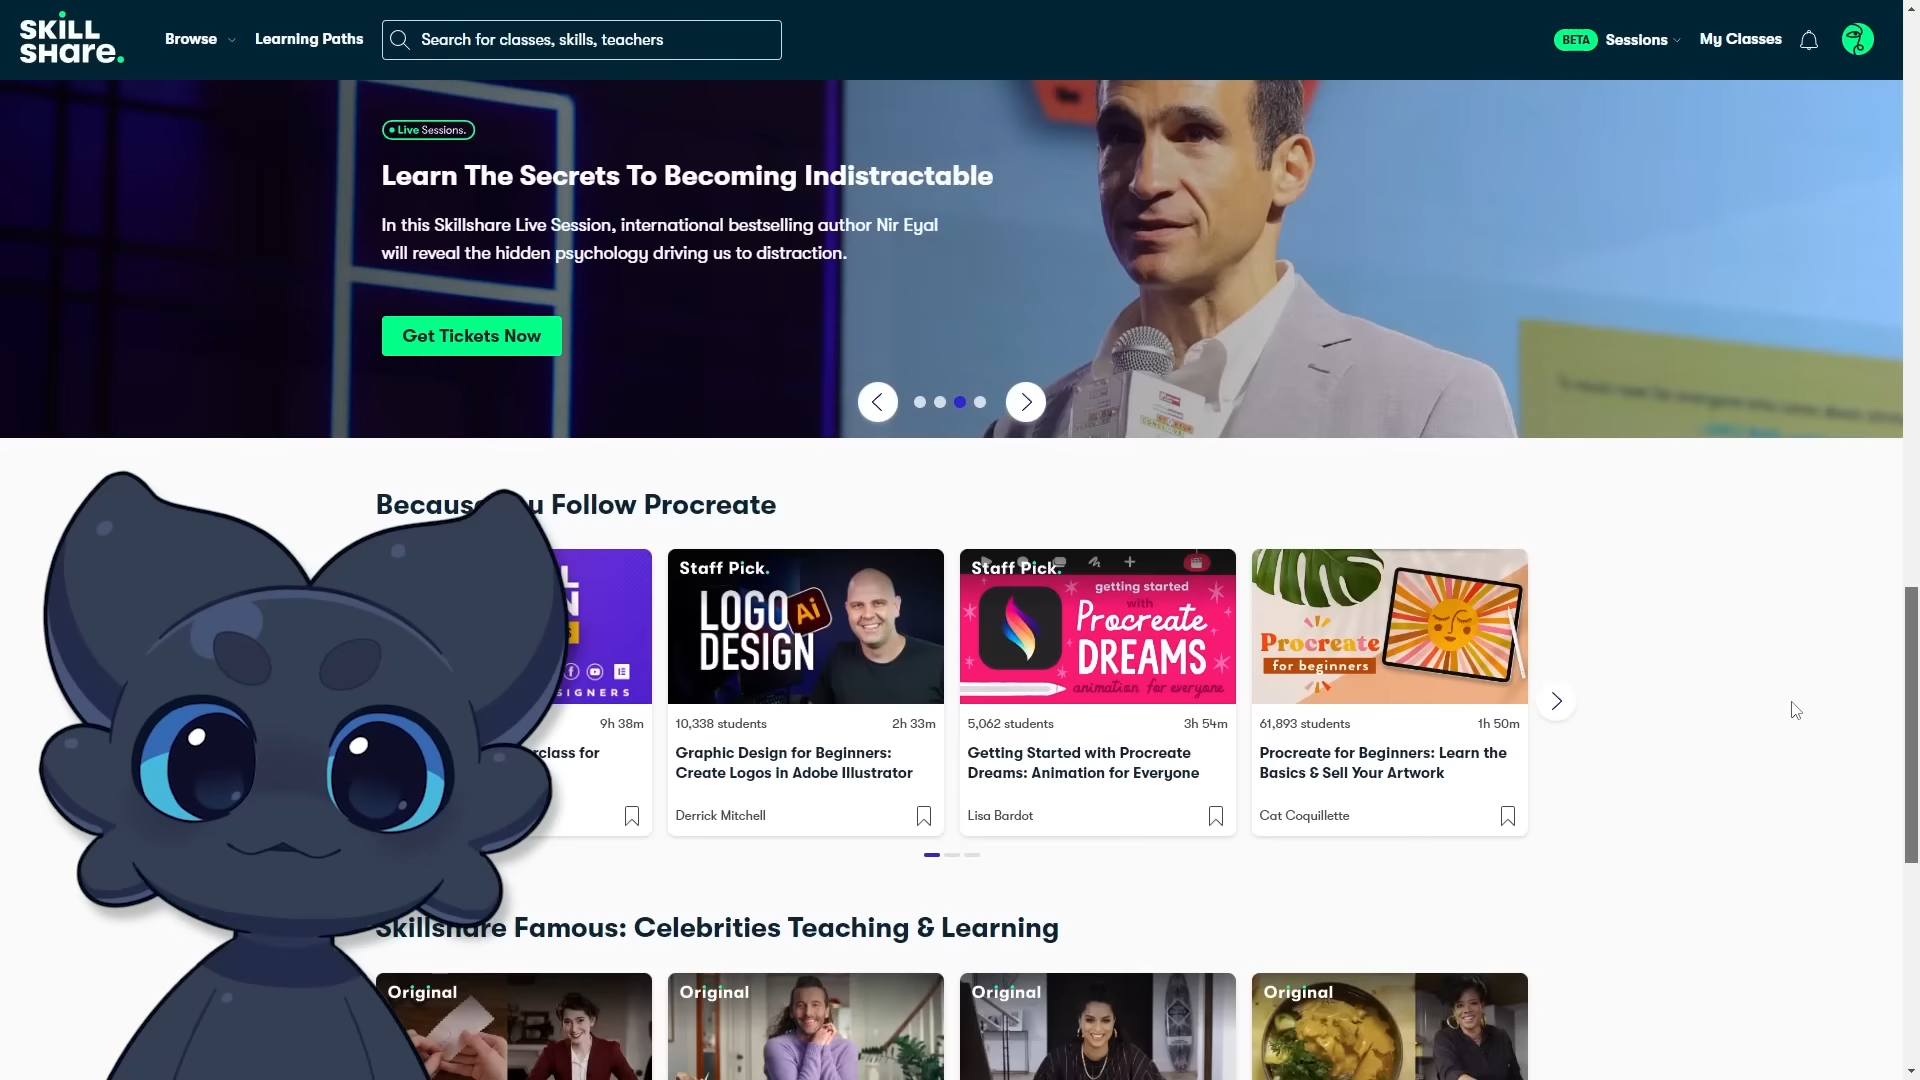 SKILL
SHare.
Browse
Learning Paths
Search for classes, skills, teachers
BETA
Sessions
My Classes
Live Sessions.
Learn The Secrets To Becoming Indistractable
In this Skillshare Live Session, international bestselling author Nir Eyal
will reveal the hidden psychology driving us to distraction.
Get Tickets Now
Follow Procreate
SIGNERS
9h 38m
class for
Staff Pick.
LOGO
Ai
DESIGN
10,338 students
2h 33m
Graphic Design for Beginners:
Create Logos in Adobe Illustrator
Derrick Mitchell
Staff Pick.
getting started
with
Procreate
DREAMS
animation for everyone
5,062 students
3h 54m
Getting Started with Procreate
Dreams: Animation for Everyone
Lisa Bardot
Procreate
for beginners
61,893 students
1h 50m
Procreate for Beginners: Learn the
Basics & Sell Your Artwork
Cat Coquillette
Skillshare Famous: Celebrities Teaching & Learning
Original
Original
Original
Original